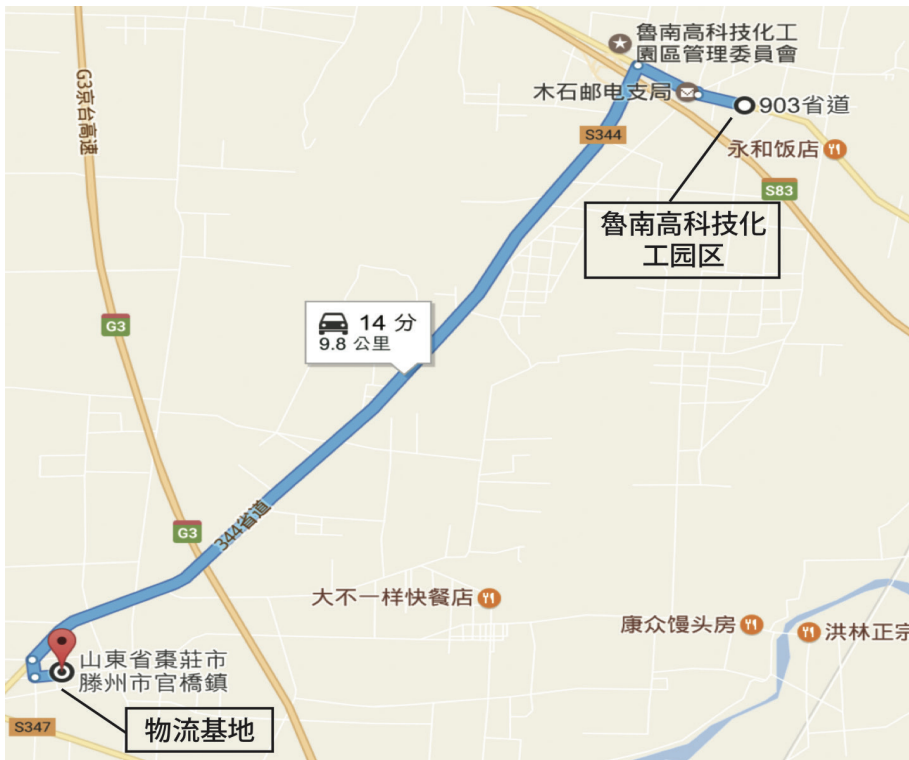 魯南高科技化工
園區管理委員會
G3京台高速
木石邮电支局
903省道
S344
永和饭店
S83
魯南高科技化
工园区
14 分
9.8 公里
G3
344省道
G3
大不一样快餐店
康众馒头房
洪林正宗
山東省棗莊市
滕州市官橋鎮
物流基地
S347